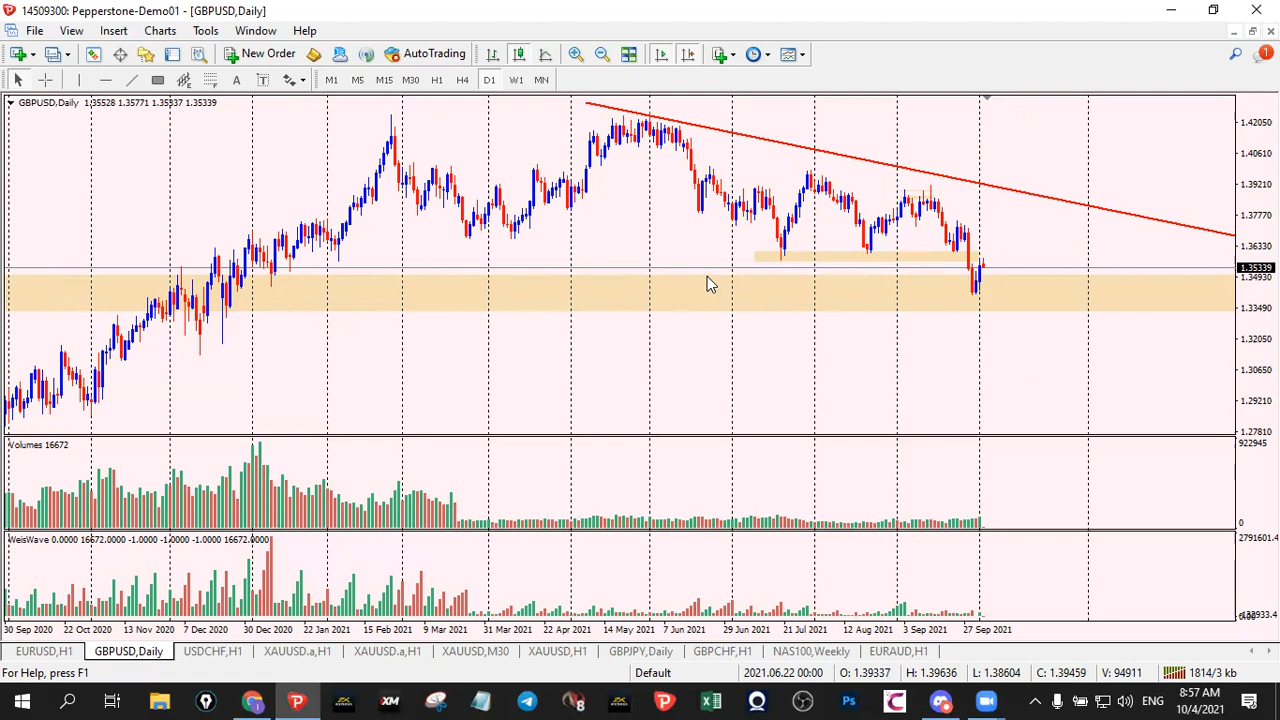 14509300: Pepperstone-Demo01 - [GBPUSD,Daily]
File View Insert Charts Tools Window Help
New Order AutoTrading
A T M1 M5 M15 M30 H1 H4 D1 W1 MN
1
GBPUSD,Daily 1.35528 1.35771 1.35337 1.35339
1.42050
1.40610
1.39210
1.37770
1.36330
1.35339
1.34930
1.33490
1.32050
1.30650
1.29210
1.27810
Volumes 16672
922945
0
WeisWave 0.0000 16672.0000 -1.0000 -1.0000 -1.0000 16672.0000
2791601.4
30 Sep 2020 22 Oct 2020 13 Nov 2020 7 Dec 2020 30 Dec 2020 22 Jan 2021 15 Feb 2021 9 Mar 2021 31 Mar 2021 22 Apr 2021 14 May 2021 7 Jun 2021 29 Jun 2021 21 Jul 2021 12 Aug 2021 3 Sep 2021 27 Sep 2021
EURUSD,H1 GBPUSD,Daily USDCHF,H1 XAUUSD.a,H1 XAUUSD.a,H1 XAUUSD,M30 XAUUSD,H1 GBPJPY,Daily GBPCHF,H1 NAS100,Weekly EURAUD,H1
For Help, press F1 Default 2021.06.22 00:00 O: 1.39337 H: 1.39636 L: 1.38604 C: 1.39459 V: 94911 1814/3 kb
XM 8 ENG 8:57 AM
10/4/2021